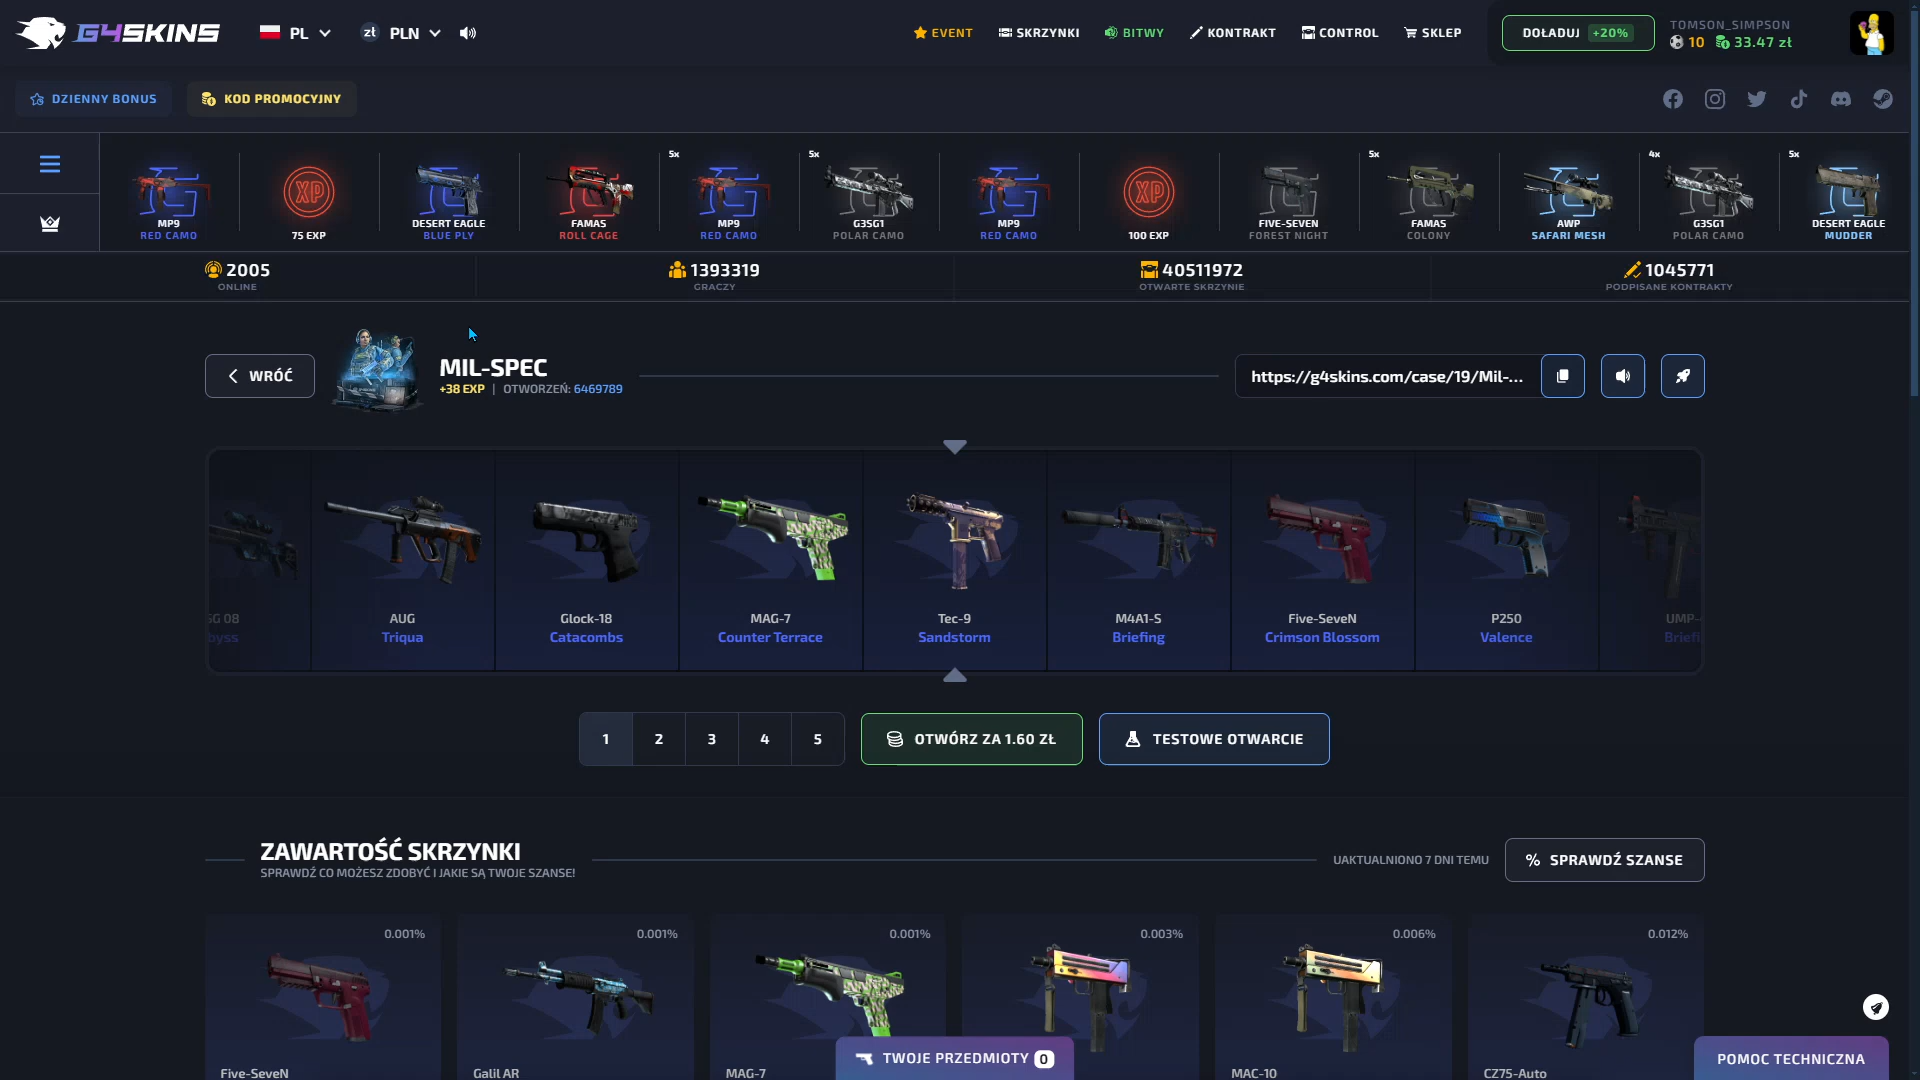 G4SKINS
PL
zł PLN
EVENT
SKRZYNKI
BITWY
KONTRAKT
CONTROL
SKLEP
DOŁADUJ +20%
TOMSON_SIMPSON
10 33.47 zł
DZIENNY BONUS
KOD PROMOCYJNY
MP9
RED CAMO
XP
75 EXP
DESERT EAGLE
BLUE PLY
FAMAS
ROLL CAGE
5x
MP9
RED CAMO
5x
G3SG1
POLAR CAMO
MP9
RED CAMO
XP
100 EXP
FIVE-SEVEN
FOREST NIGHT
5x
FAMAS
COLONY
AWP
SAFARI MESH
4x
G3SG1
POLAR CAMO
5x
DESERT EAGLE
MUDDER
2005
ONLINE
1393319
GRACZY
40511972
OTWARTE SKRZYNIE
1045771
PODPISANE KONTRAKTY
WRÓĆ
MIL-SPEC
+38 EXP | OTWORZEŃ: 6469789
https://g4skins.com/case/19/Mil-...
SG 08
byss
AUG
Triqua
Glock-18
Catacombs
MAG-7
Counter Terrace
Tec-9
Sandstorm
M4A1-S
Briefing
Five-SeveN
Crimson Blossom
P250
Valence
UMP-
Briefi
1 2 3 4 5
OTWÓRZ ZA 1.60 ZŁ
TESTOWE OTWARCIE
ZAWARTOŚĆ SKRZYNKI
SPRAWDŹ CO MOŻESZ ZDOBYĆ I JAKIE SĄ TWOJE SZANSE!
UAKTUALNIONO 7 DNI TEMU
% SPRAWDŹ SZANSE
0.001%
0.001%
0.001%
0.003%
0.006%
0.012%
Five-SeveN
Galil AR
MAG-7
MAC-10
CZ75-Auto
TWOJE PRZEDMIOTY 0
POMOC TECHNICZNA